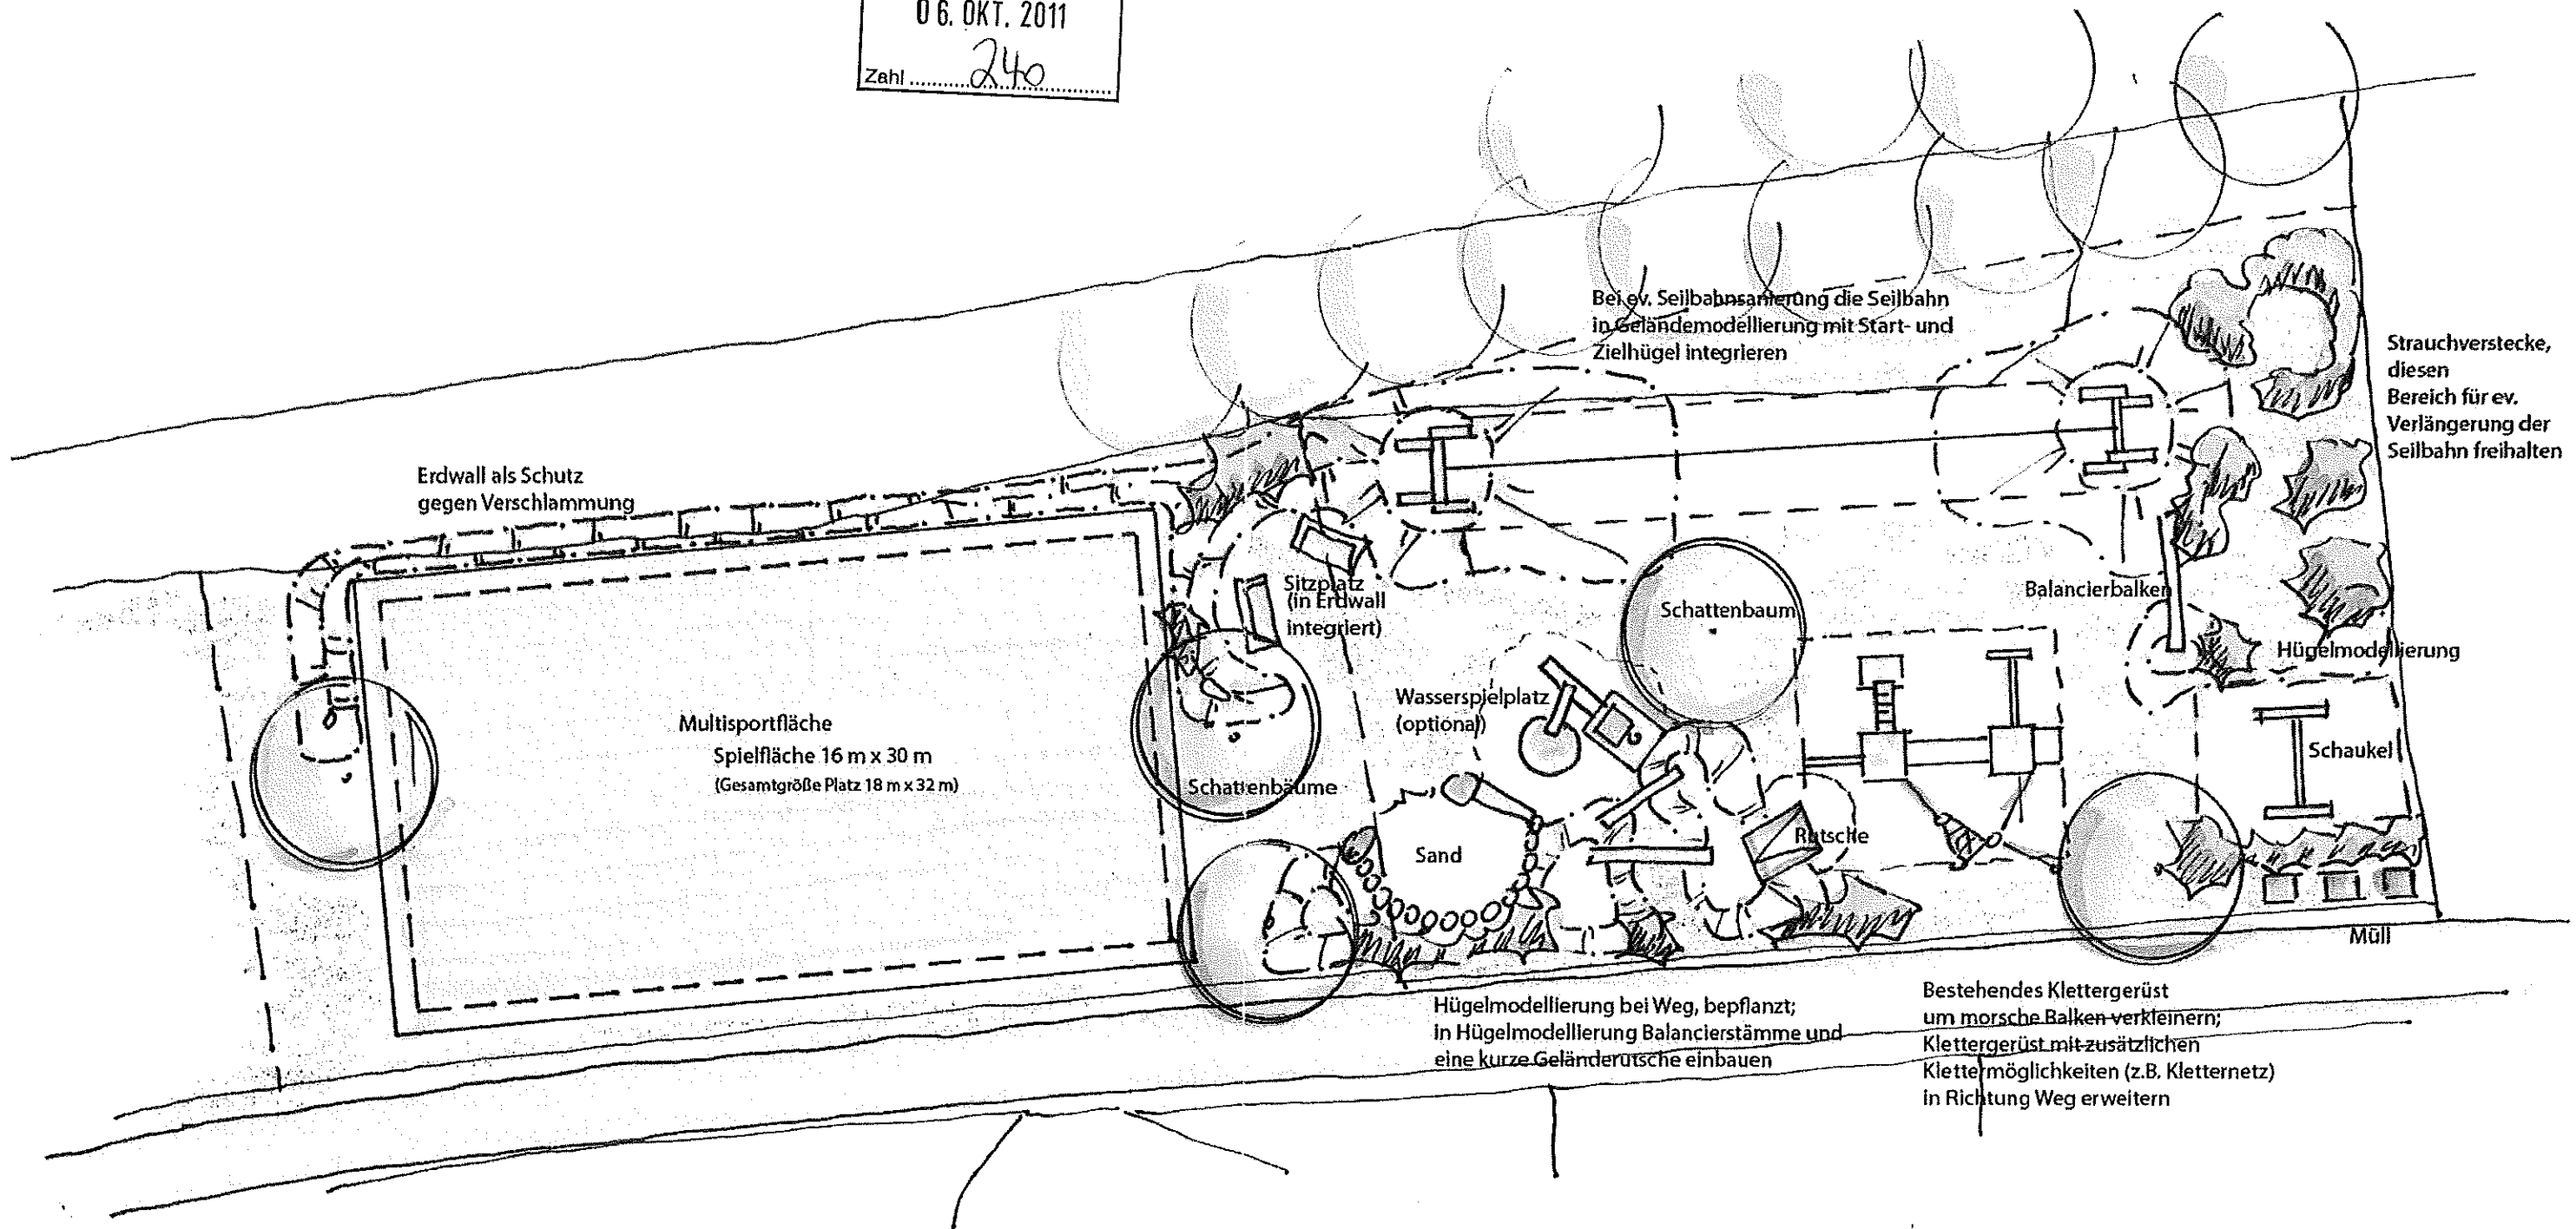 06. OKT. 2011
Zahl ........ 240 ........
Bei ev. Seilbahnsanierung die Seilbahn
in Geländemodellierung mit Start- und
Zielhügel integrieren
Strauchverstecke,
diesen
Bereich für ev.
Verlängerung der
Seilbahn freihalten
Erdwall als Schutz
gegen Verschlammung
Sitzplatz
(in Erdwall
integriert)
Schattenbaum
Balancierbalken
Hügelmodellierung
Wasserspielplatz
(optional)
Multisportfläche
Spielfläche 16 m x 30 m
(Gesamtgröße Platz 18 m x 32 m)
Schattenbäume
Schaukel
Sand
Rutsche
Müll
Hügelmodellierung bei Weg, bepflanzt;
in Hügelmodellierung Balancierstämme und
eine kurze Geländerutsche einbauen
Bestehendes Klettergerüst
um morsche Balken verkleinern;
Klettergerüst mit zusätzlichen
Klettermöglichkeiten (z.B. Kletternetz)
in Richtung Weg erweitern